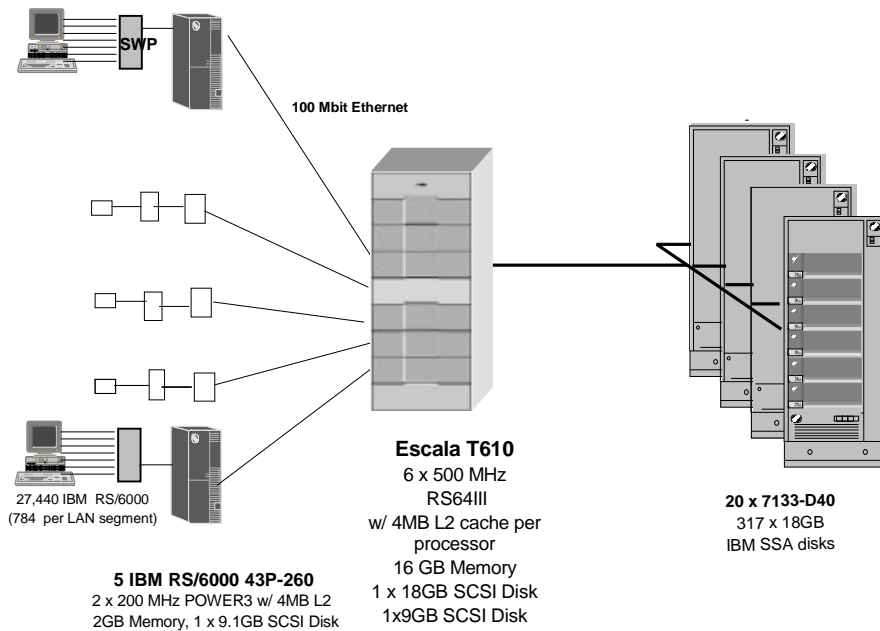 SWP
100 Mbit Ethernet
27,440 IBM RS/6000
(784 per LAN segment)
5 IBM RS/6000 43P-260
2 x 200 MHz POWER3 w/ 4MB L2
2GB Memory, 1 x 9.1GB SCSI Disk
Escala T610
6 x 500 MHz
RS64III
w/ 4MB L2 cache per
processor
16 GB Memory
1 x 18GB SCSI Disk
1x9GB SCSI Disk
20 x 7133-D40
317 x 18GB
IBM SSA disks